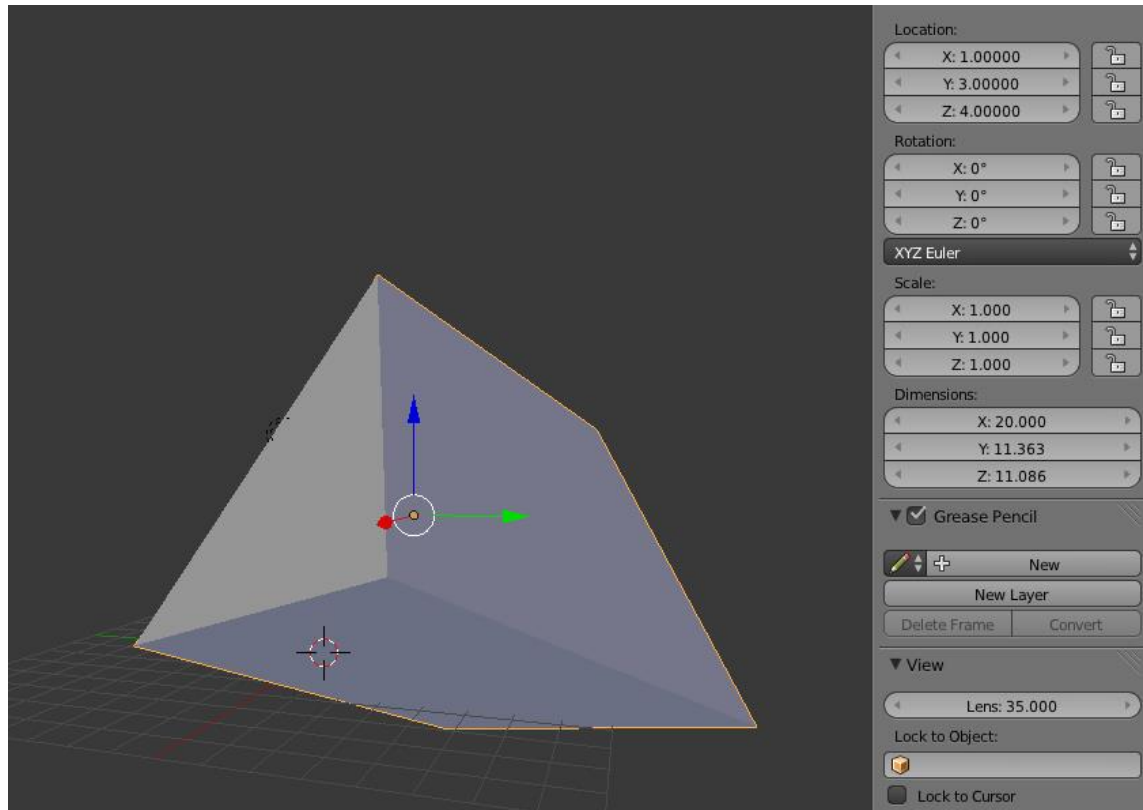 Location:
X: 1.00000
Y: 3.00000
Z: 4.00000
Rotation:
X: 0°
Y: 0°
Z: 0°
XYZ Euler
Scale:
X: 1.000
Y: 1.000
Z: 1.000
Dimensions:
X: 20.000
Y: 11.363
Z: 11.086
Grease Pencil
New
New Layer
Delete Frame Convert
View
Lens: 35.000
Lock to Object:
Lock to Cursor